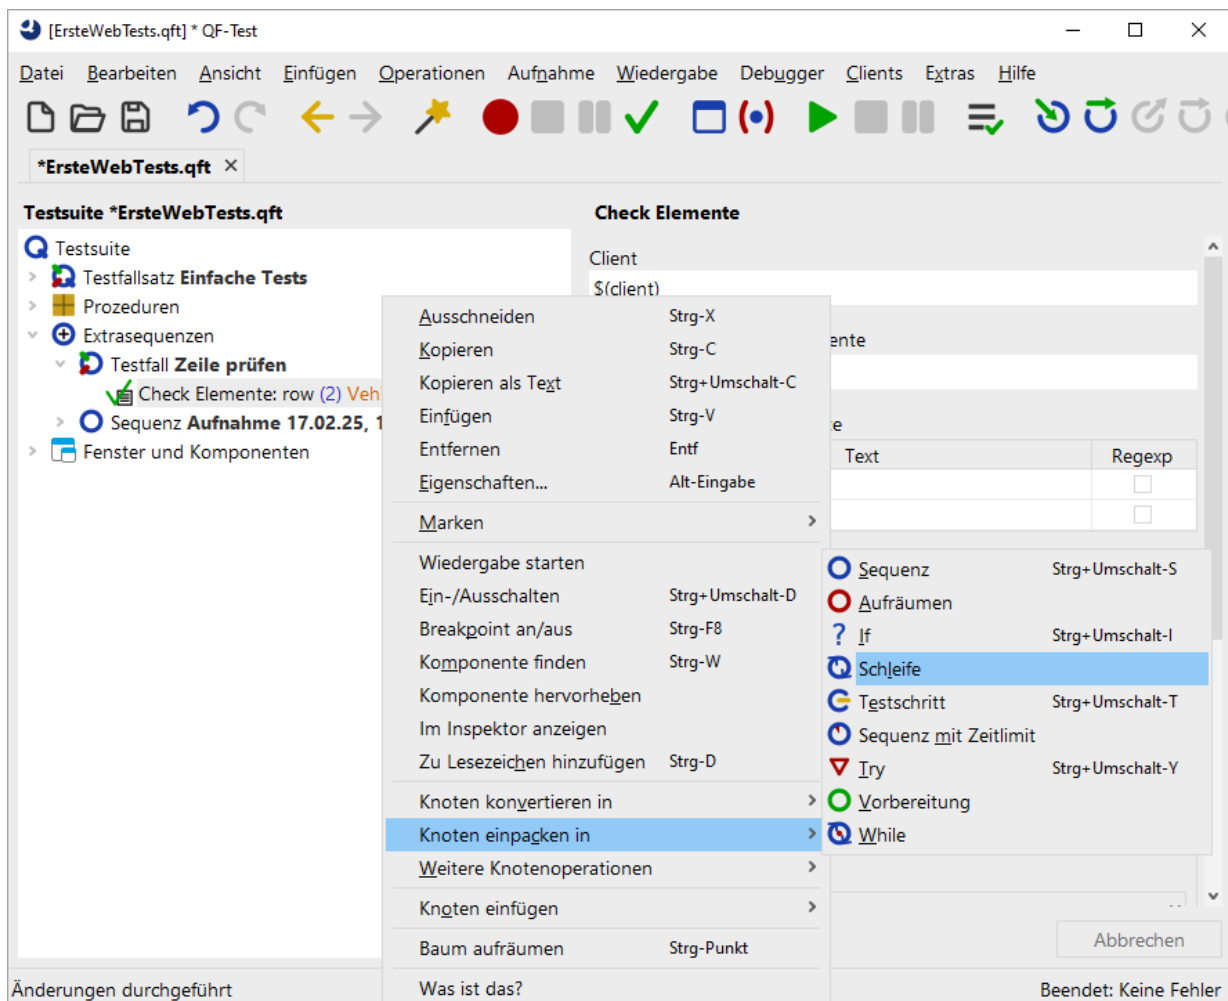 [ErsteWebTests.qft] * QF-Test
Datei Bearbeiten Ansicht Einfügen Operationen Aufnahme Wiedergabe Debugger Clients Extras Hilfe
*ErsteWebTests.qft
Testsuite *ErsteWebTests.qft
Testsuite
Testfallsatz Einfache Tests
Prozeduren
Extrasequenzen
Testfall Zeile prüfen
Check Elemente: row (2) Veh
Sequenz Aufnahme 17.02.25, 1
Fenster und Komponenten
Check Elemente
Client
$(client)
ente
e
Text Regexp
Ausschneiden Strg-X
Kopieren Strg-C
Kopieren als Text Strg+Umschalt-C
Einfügen Strg-V
Entfernen Entf
Eigenschaften... Alt-Eingabe
Marken
Wiedergabe starten
Ein-/Ausschalten Strg+Umschalt-D
Breakpoint an/aus Strg-F8
Komponente finden Strg-W
Komponente hervorheben
Im Inspektor anzeigen
Zu Lesezeichen hinzufügen Strg-D
Knoten konvertieren in
Knoten einpacken in
Weitere Knotenoperationen
Knoten einfügen
Baum aufräumen Strg-Punkt
Was ist das?
Sequenz Strg+Umschalt-S
Aufräumen
If Strg+Umschalt-I
Schleife
Testschritt Strg+Umschalt-T
Sequenz mit Zeitlimit
Try Strg+Umschalt-Y
Vorbereitung
While
Abbrechen
Änderungen durchgeführt
Beendet: Keine Fehler